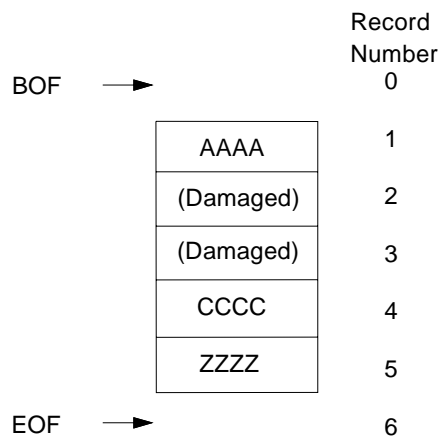 Record
Number
BOF 0
AAAA 1
(Damaged) 2
(Damaged) 3
CCCC 4
ZZZZ 5
EOF 6